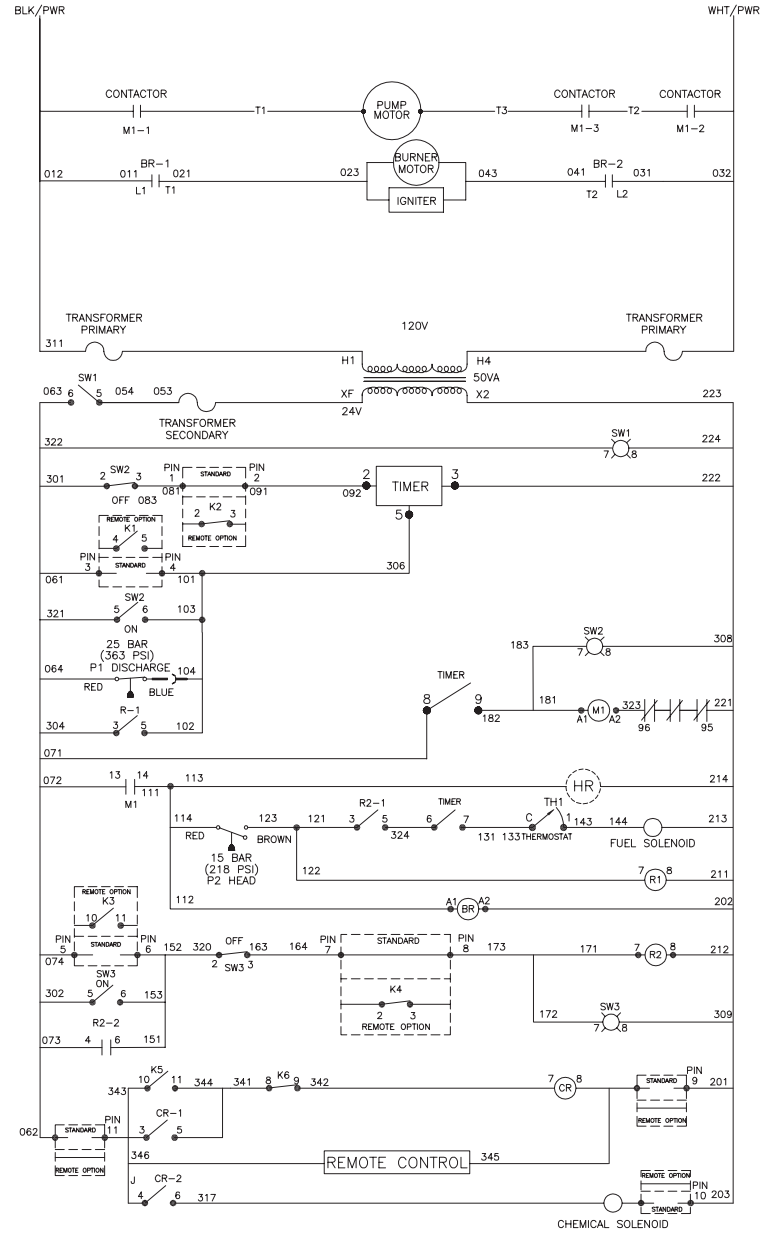 BLK/PWR WHT/PWR
CONTACTOR CONTACTOR CONTACTOR
T1 PUMP MOTOR T3 T2
M1-1 M1-3 M1-2
BR-1 BURNER MOTOR BR-2
012 011 021 023 043 041 031 032
L1 T1 IGNITER T2 L2
TRANSFORMER PRIMARY 120V TRANSFORMER PRIMARY
311 H1 H4
SW1 50VA
063 6 5 054 053 XF X2 223
24V
TRANSFORMER SECONDARY
322 SW1 224
7 8
SW2 PIN STANDARD PIN
301 2 3 1 2 2 TIMER 3 222
OFF 083 081 091 092
K2 5
2 3
REMOTE OPTION
REMOTE OPTION
K1
4 5
PIN STANDARD PIN
3 4 306
061 101
SW2
321 5 6 103
ON
25 BAR
(363 PSI)
P1 DISCHARGE
064 104
RED BLUE
SW2
183 308
7 8
TIMER
R-1 8 9 181 323 221
304 3 5 102 182 A1 M1 A2 96 95
071
072 13 14 113 HR 214
M1 111
R2-1 TIMER TH1
114 123 121 3 5 6 7 C 1 143 144 213
RED BROWN 324 131 133 THERMOSTAT FUEL SOLENOID
15 BAR
(218 PSI)
P2 HEAD
122 7 R1 8 211
112 A1 BR A2 202
REMOTE OPTION
K3
10 11
PIN STANDARD PIN OFF PIN STANDARD PIN
5 6 152 320 163 164 7 8 173 171 7 R2 8 212
074 2 SW3 3
SW3
ON K4
302 5 6 153 2 3
REMOTE OPTION
SW3
172 309
7 8
R2-2
073 4 6 151
K5 K6 PIN
343 10 11 344 341 8 9 342 7 CR 8 STANDARD 9 201
REMOTE OPTION
CR-1
062 STANDARD PIN 11 3 5
REMOTE OPTION
346 REMOTE CONTROL 345
J CR-2 REMOTE OPTION
4 6 317 PIN
10 203
STANDARD
CHEMICAL SOLENOID